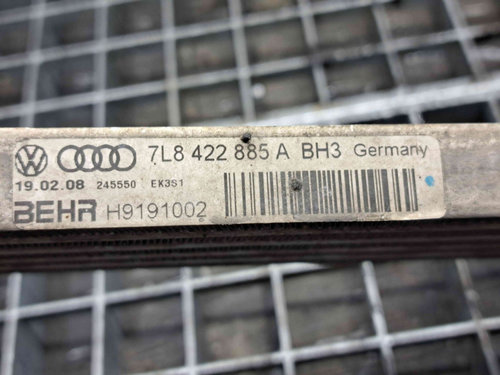 7L8 422 885 A BH3 Germany
19.02.08 245550 EK3S1
BEHR H9191002